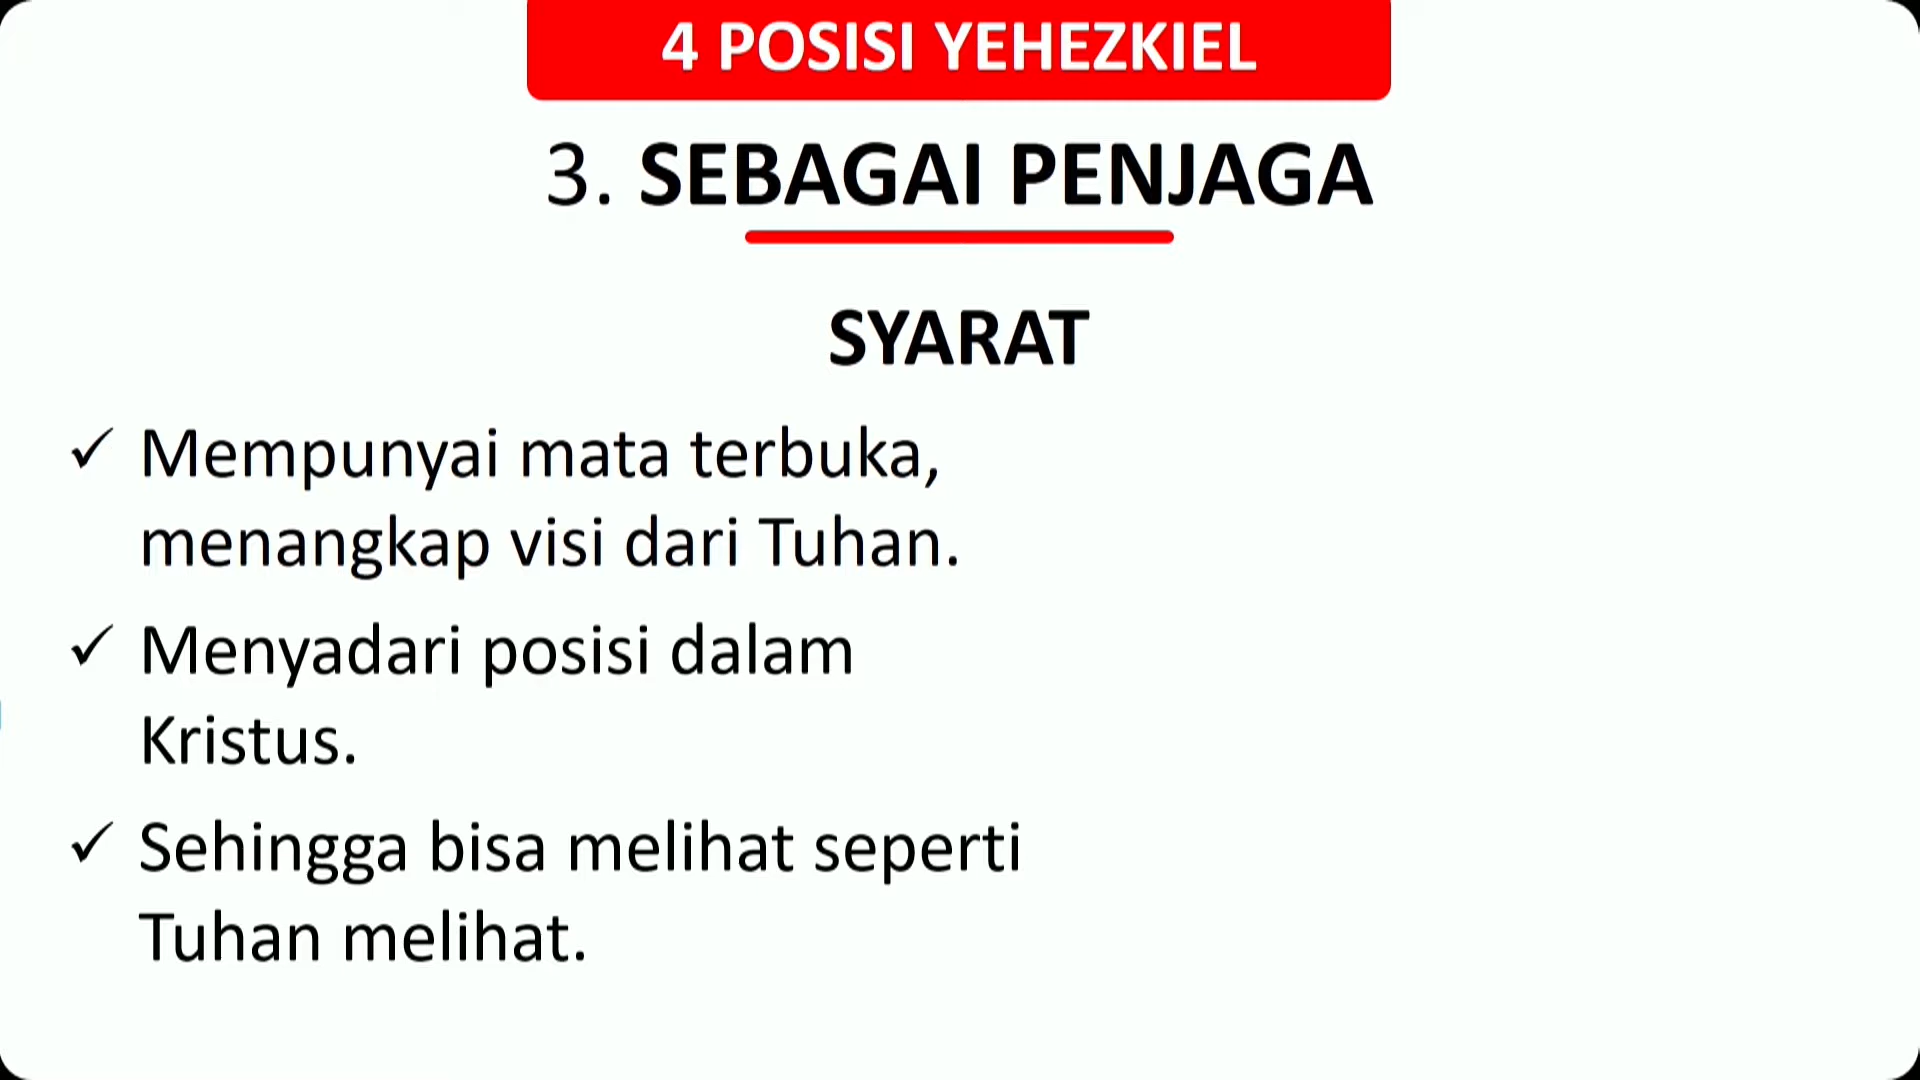 4 POSISI YEHEZKIEL
3. SEBAGAI PENJAGA
SYARAT
✓ Mempunyai mata terbuka,
menangkap visi dari Tuhan.
✓ Menyadari posisi dalam
Kristus.
✓ Sehingga bisa melihat seperti
Tuhan melihat.